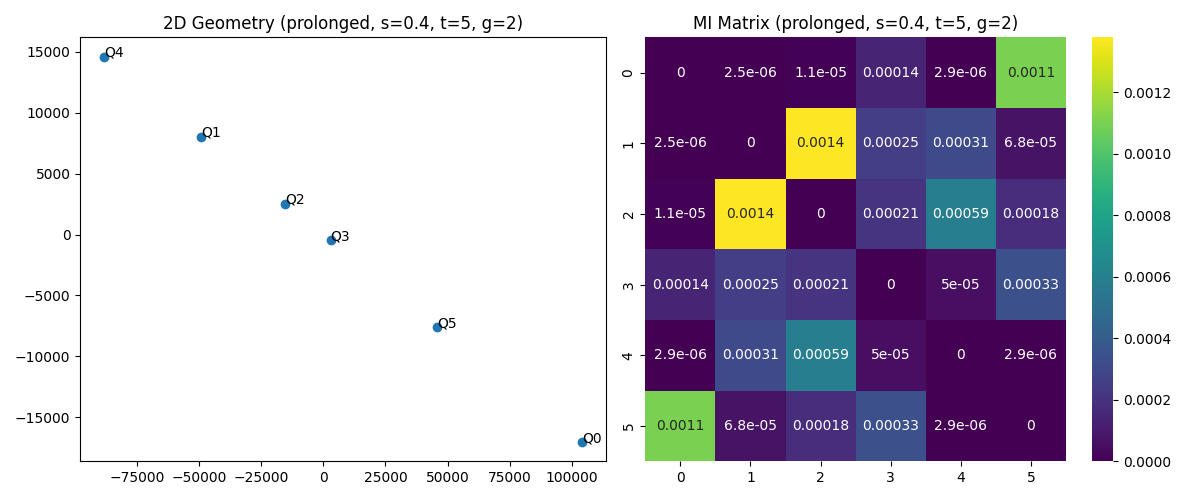 2D Geometry (prolonged, s=0.4, t=5, g=2)
15000
10000
5000
0
−5000
−10000
−15000
Q4
Q1
Q2
Q3
Q5
Q0
−75000 −50000 −25000 0 25000 50000 75000 100000
MI Matrix (prolonged, s=0.4, t=5, g=2)
0 0 2.5e-06 1.1e-05 0.00014 2.9e-06 0.0011
1 2.5e-06 0 0.0014 0.00025 0.00031 6.8e-05
2 1.1e-05 0.0014 0 0.00021 0.00059 0.00018
3 0.00014 0.00025 0.00021 0 5e-05 0.00033
4 2.9e-06 0.00031 0.00059 5e-05 0 2.9e-06
5 0.0011 6.8e-05 0.00018 0.00033 2.9e-06 0
0 1 2 3 4 5
0.0012
0.0010
0.0008
0.0006
0.0004
0.0002
0.0000